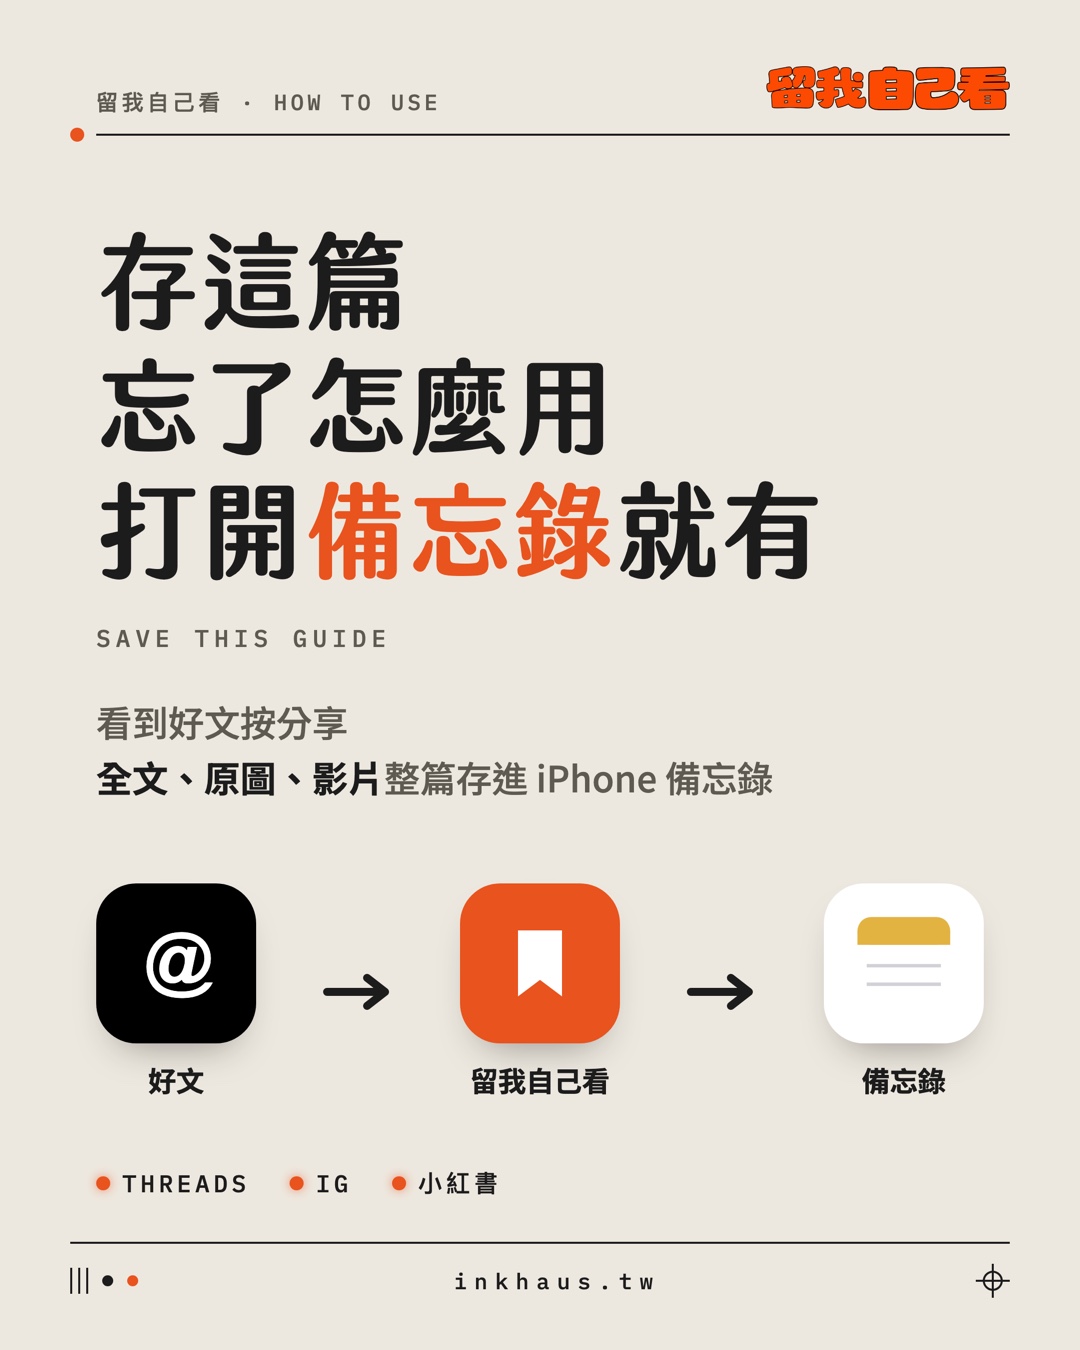 留我自己看 · HOW TO USE
留我自己看
存這篇
忘了怎麼用
打開備忘錄就有
SAVE THIS GUIDE
看到好文按分享
全文、原圖、影片整篇存進 iPhone 備忘錄
@
好文
留我自己看
備忘錄
THREADS
IG
小紅書
inkhaus.tw